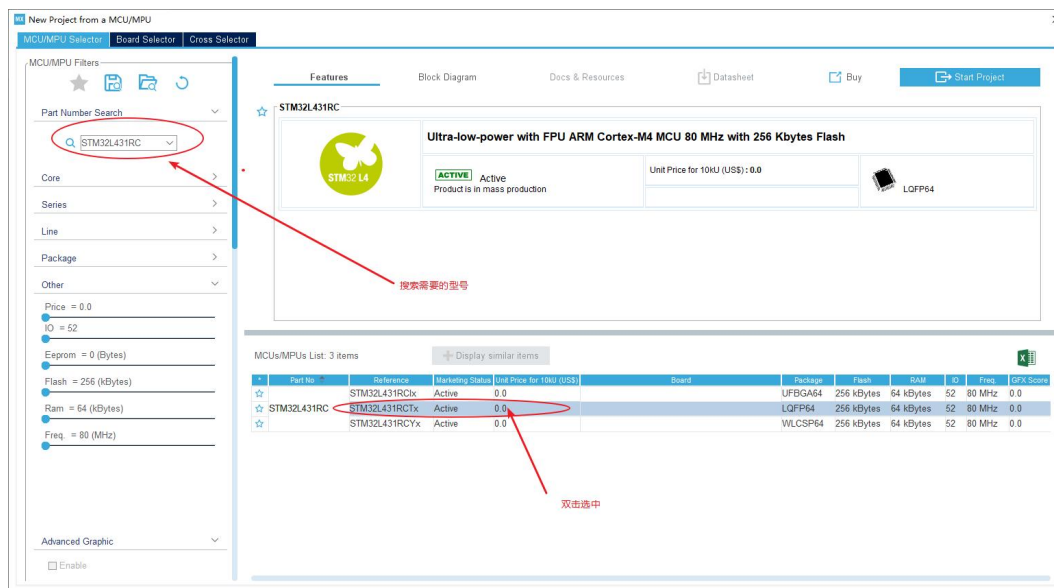 MX New Project from a MCU/MPU
MCU/MPU Selector Board Selector Cross Selector
MCU/MPU Filters
Part Number Search
STM32L431RC
Core
Series
Line
Package
Other
Price = 0.0
IO = 52
Eeprom = 0 (Bytes)
Flash = 256 (kBytes)
Ram = 64 (kBytes)
Freq. = 80 (MHz)
Advanced Graphic
Enable
Features Block Diagram Docs & Resources Datasheet Buy Start Project
STM32L431RC
STM32 L4
Ultra-low-power with FPU ARM Cortex-M4 MCU 80 MHz with 256 Kbytes Flash
ACTIVE Active
Product is in mass production
Unit Price for 10kU (US$) : 0.0
LQFP64
搜索需要的型号
MCUs/MPUs List: 3 items
Display similar items
* Part No Reference Marketing Status Unit Price for 10kU (US$) Board Package Flash RAM IO Freq. GFX Score
STM32L431RCIx Active 0.0 UFBGA64 256 kBytes 64 kBytes 52 80 MHz 0.0
STM32L431RC STM32L431RCTx Active 0.0 LQFP64 256 kBytes 64 kBytes 52 80 MHz 0.0
STM32L431RCYx Active 0.0 WLCSP64 256 kBytes 64 kBytes 52 80 MHz 0.0
双击选中